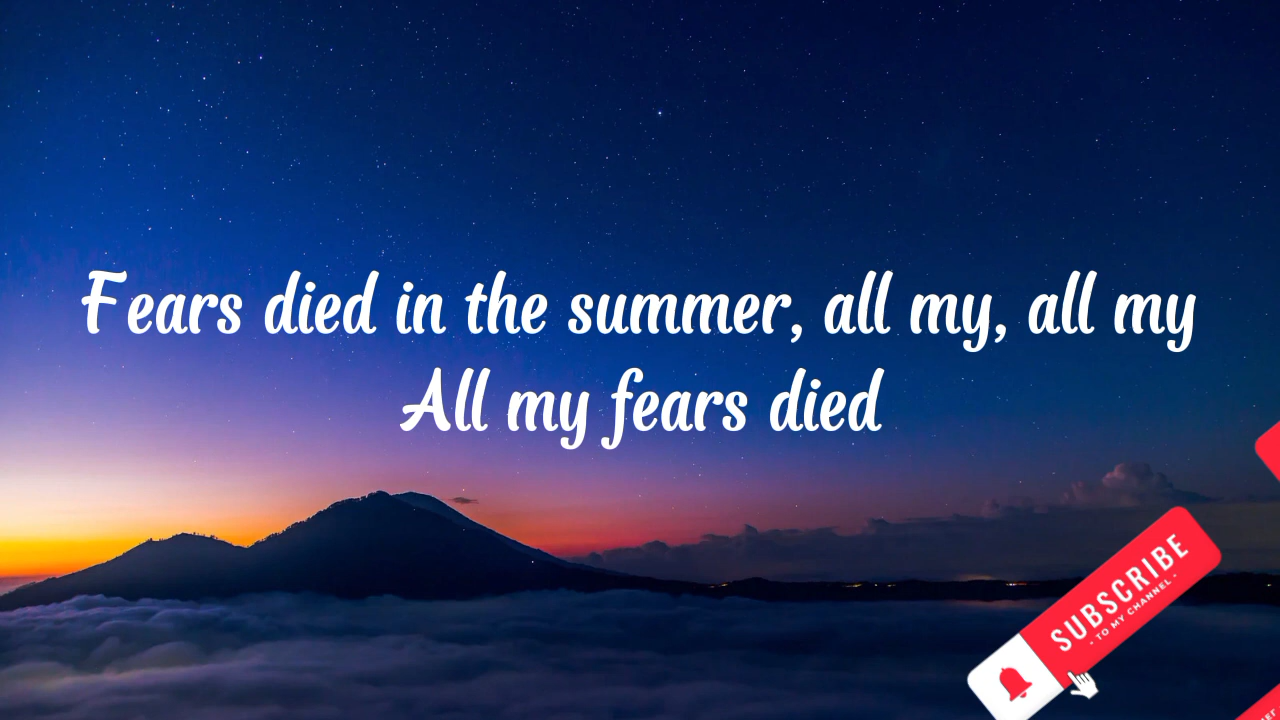 Fears died in the summer, all my, all my
All my fears died
SUBSCRIBE
- TO MY CHANNEL -